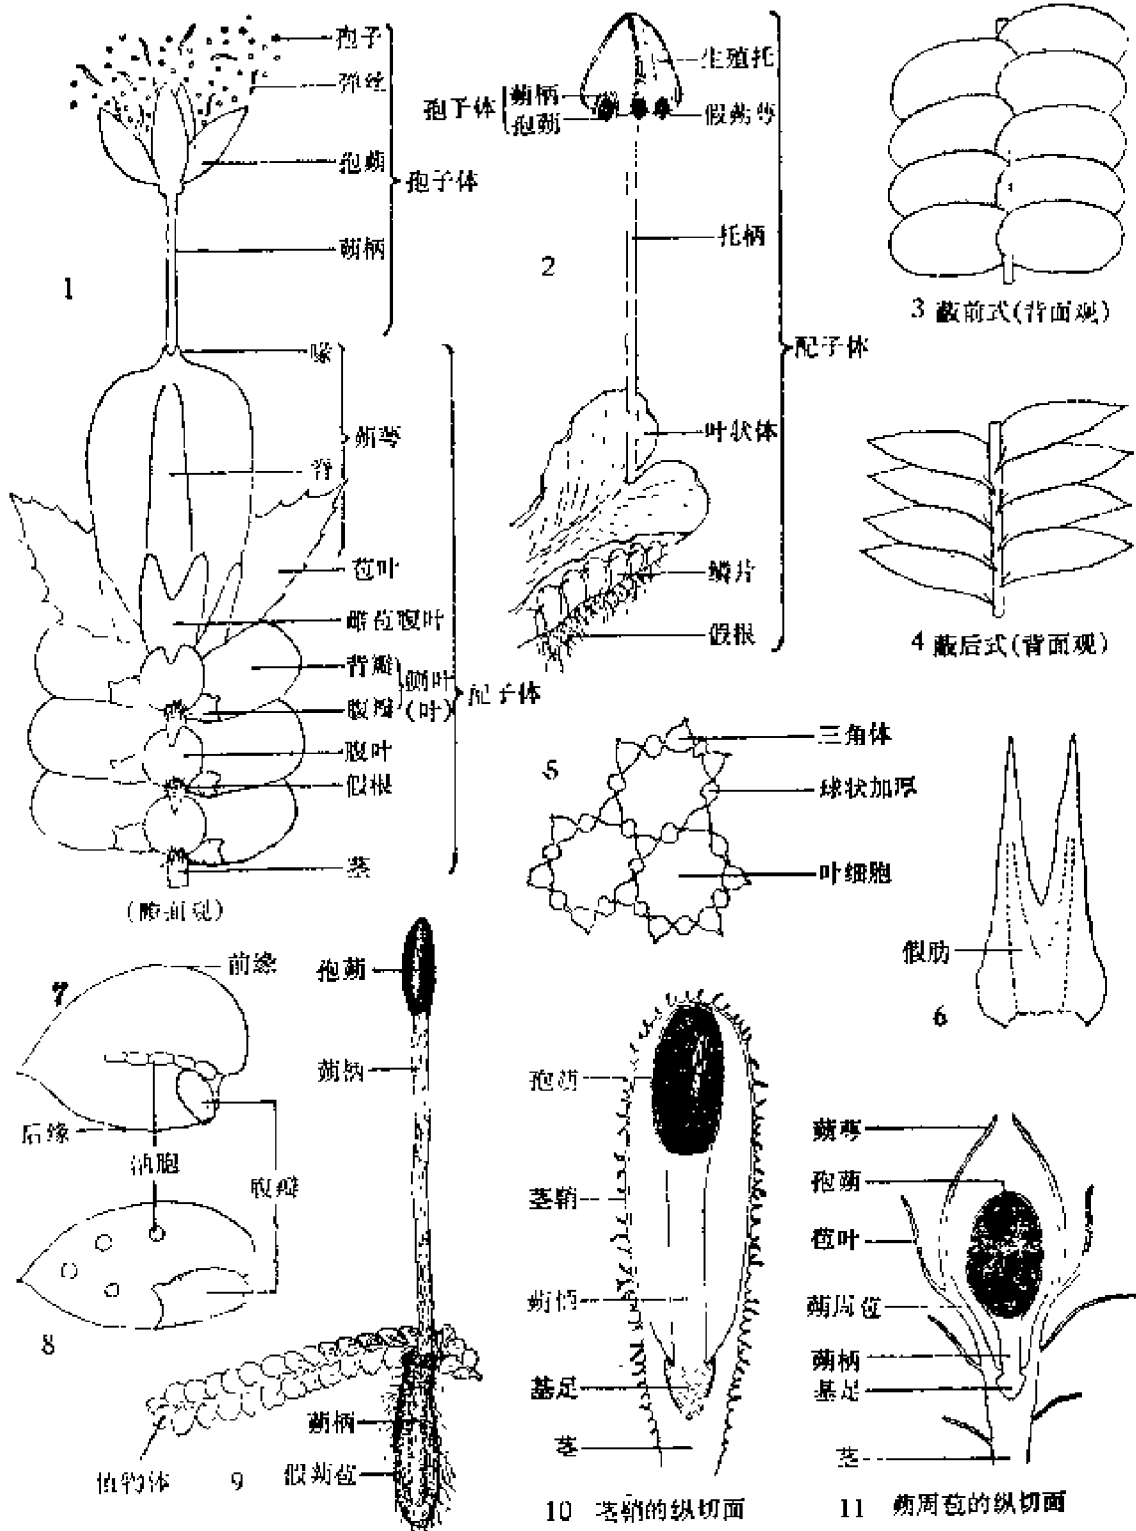 孢子
弹丝
孢蒴
孢子体
蒴柄
1
喙
蒴萼
脊
苞叶
雌苞腹叶
背瓣
侧叶
腹瓣
(叶)
配子体
腹叶
假根
茎
(腹面观)
生殖托
孢子体
蒴柄
孢蒴
假蒴萼
托柄
2
配子体
叶状体
鳞片
假根
3 蔽前式(背面观)
4 蔽后式(背面观)
5
三角体
球状加厚
叶细胞
假肋
6
7
前缘
后缘
油胞
腹瓣
8
孢蒴
蒴柄
蒴柄
假蒴苞
植物体
9
孢蒴
茎鞘
蒴柄
基足
茎
10 茎鞘的纵切面
蒴萼
孢蒴
苞叶
蒴周苞
蒴柄
基足
茎
11 蒴周苞的纵切面